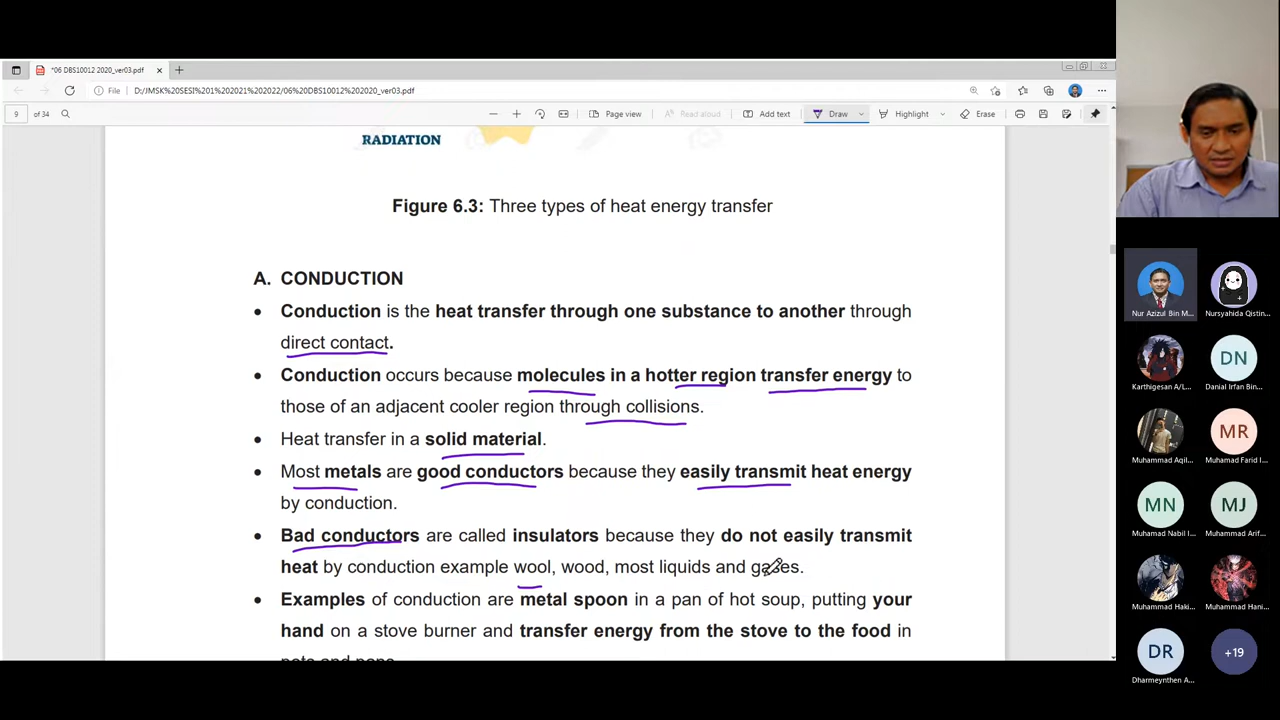 *06 DBS10012 2020_ver03.pdf
File
D:/JMSK%20SESI%201%202021%202022/06%20DBS10012%202020_ver03.pdf
9 of 34
Page view
Read aloud
Add text
Draw
Highlight
Erase
RADIATION
Figure 6.3: Three types of heat energy transfer
A. CONDUCTION
• Conduction is the heat transfer through one substance to another through
direct contact.
• Conduction occurs because molecules in a hotter region transfer energy to
those of an adjacent cooler region through collisions.
• Heat transfer in a solid material.
• Most metals are good conductors because they easily transmit heat energy
by conduction.
• Bad conductors are called insulators because they do not easily transmit
heat by conduction example wool, wood, most liquids and gases.
• Examples of conduction are metal spoon in a pan of hot soup, putting your
hand on a stove burner and transfer energy from the stove to the food in
pots and pans.
Nur Azizul Bin M...
Nursyahida Qistin...
Karthigesan A/L...
DN
Danial Irfan Bin...
Muhammad Aqil...
MR
Muhamad Farid I...
MN
Muhamad Nabil I...
MJ
Muhammad Arif...
Muhammad Haki...
Muhammad Hani...
DR
Dharmeynthen A...
+19